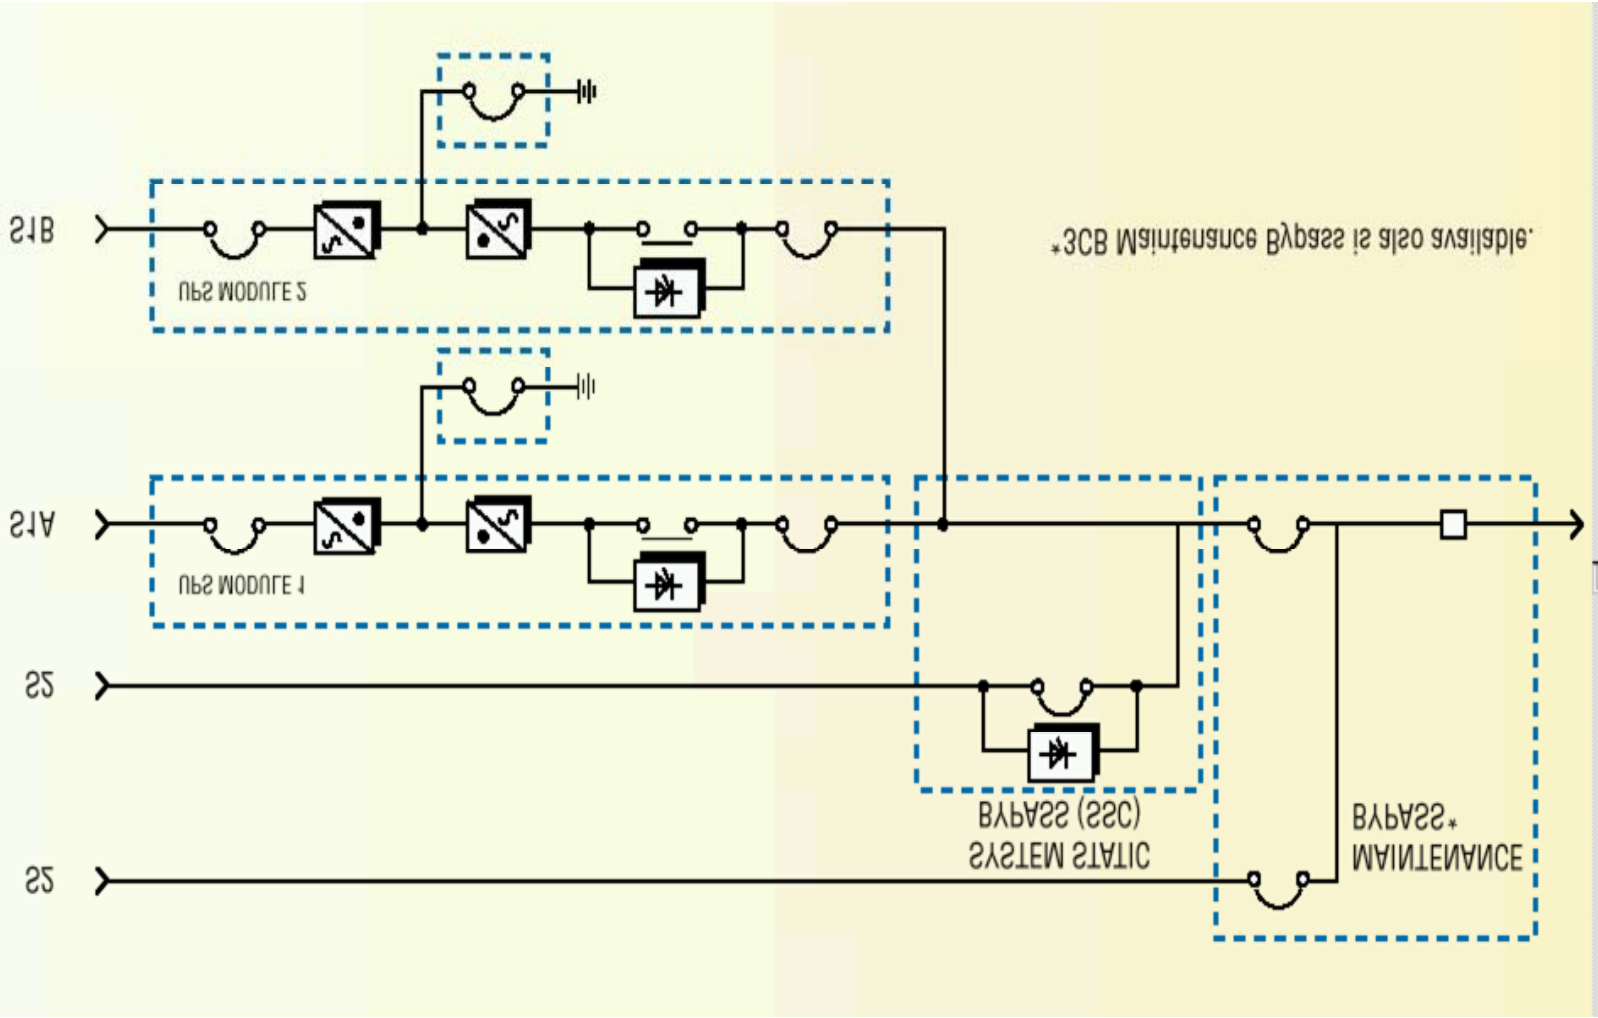 S2
SYSTEM STATIC
BYPASS (SSC)
MAINTENANCE
BYPASS*
S2
UPS MODULE 1
S1A
UPS MODULE 2
S1B
*3CB Maintenance Bypass is also available.